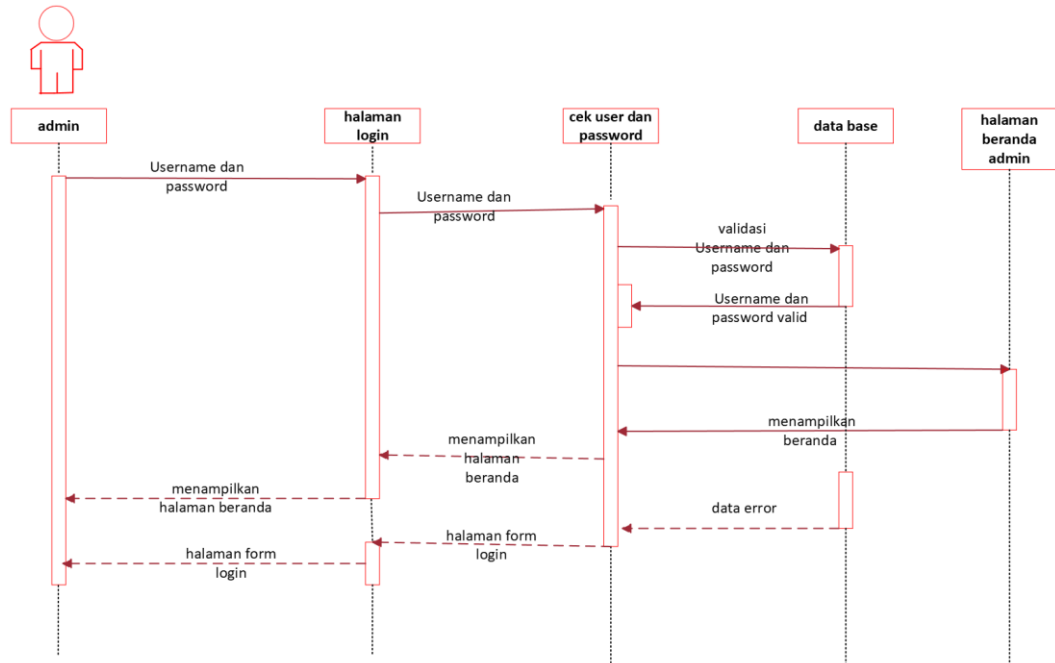 admin
halaman
login
cek user dan
password
data base
halaman
beranda
admin
Username dan
password
Username dan
password
validasi
Username dan
password
Username dan
password valid
menampilkan
beranda
menampilkan
halaman
beranda
menampilkan
halaman beranda
data error
halaman form
login
halaman form
login